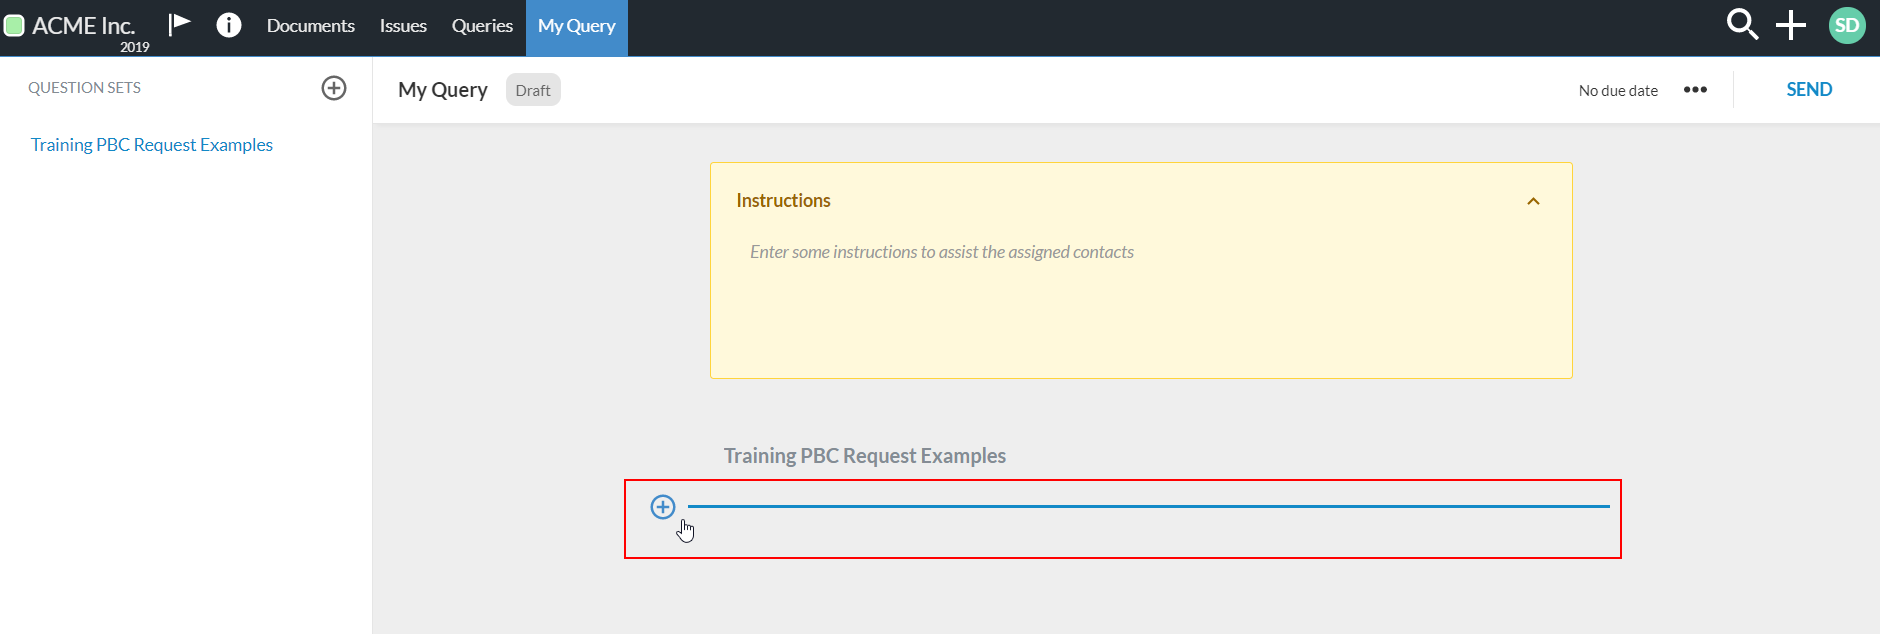 ACME Inc.
2019
Documents
Issues
Queries
My Query
SD
QUESTION SETS
Training PBC Request Examples
My Query
Draft
No due date
SEND
Instructions
Enter some instructions to assist the assigned contacts
Training PBC Request Examples